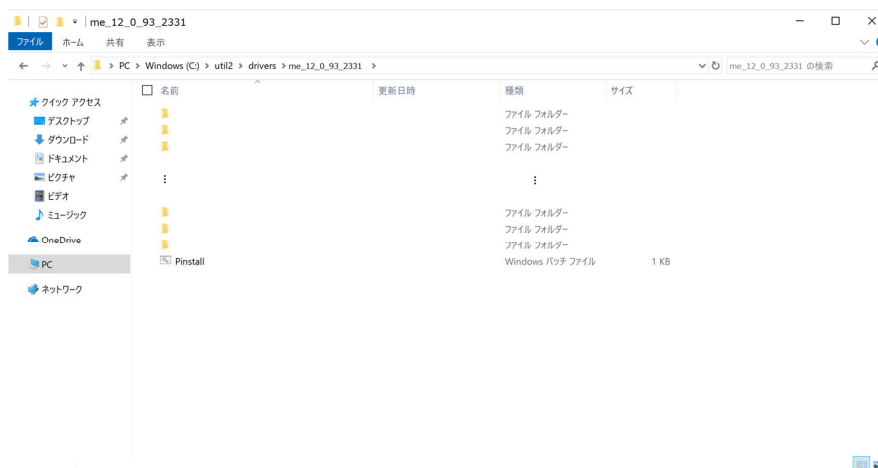 me_12_0_93_2331
ファイル ホーム 共有 表示
PC > Windows (C:) > util2 > drivers > me_12_0_93_2331 >
me_12_0_93_2331 の検索
名前 更新日時 種類 サイズ
クイック アクセス
デスクトップ
ダウンロード
ドキュメント
ピクチャ
ビデオ
ミュージック
OneDrive
PC
ネットワーク
ファイル フォルダー
ファイル フォルダー
ファイル フォルダー
⋮ ⋮
ファイル フォルダー
ファイル フォルダー
ファイル フォルダー
Pinstall Windows バッチ ファイル 1 KB